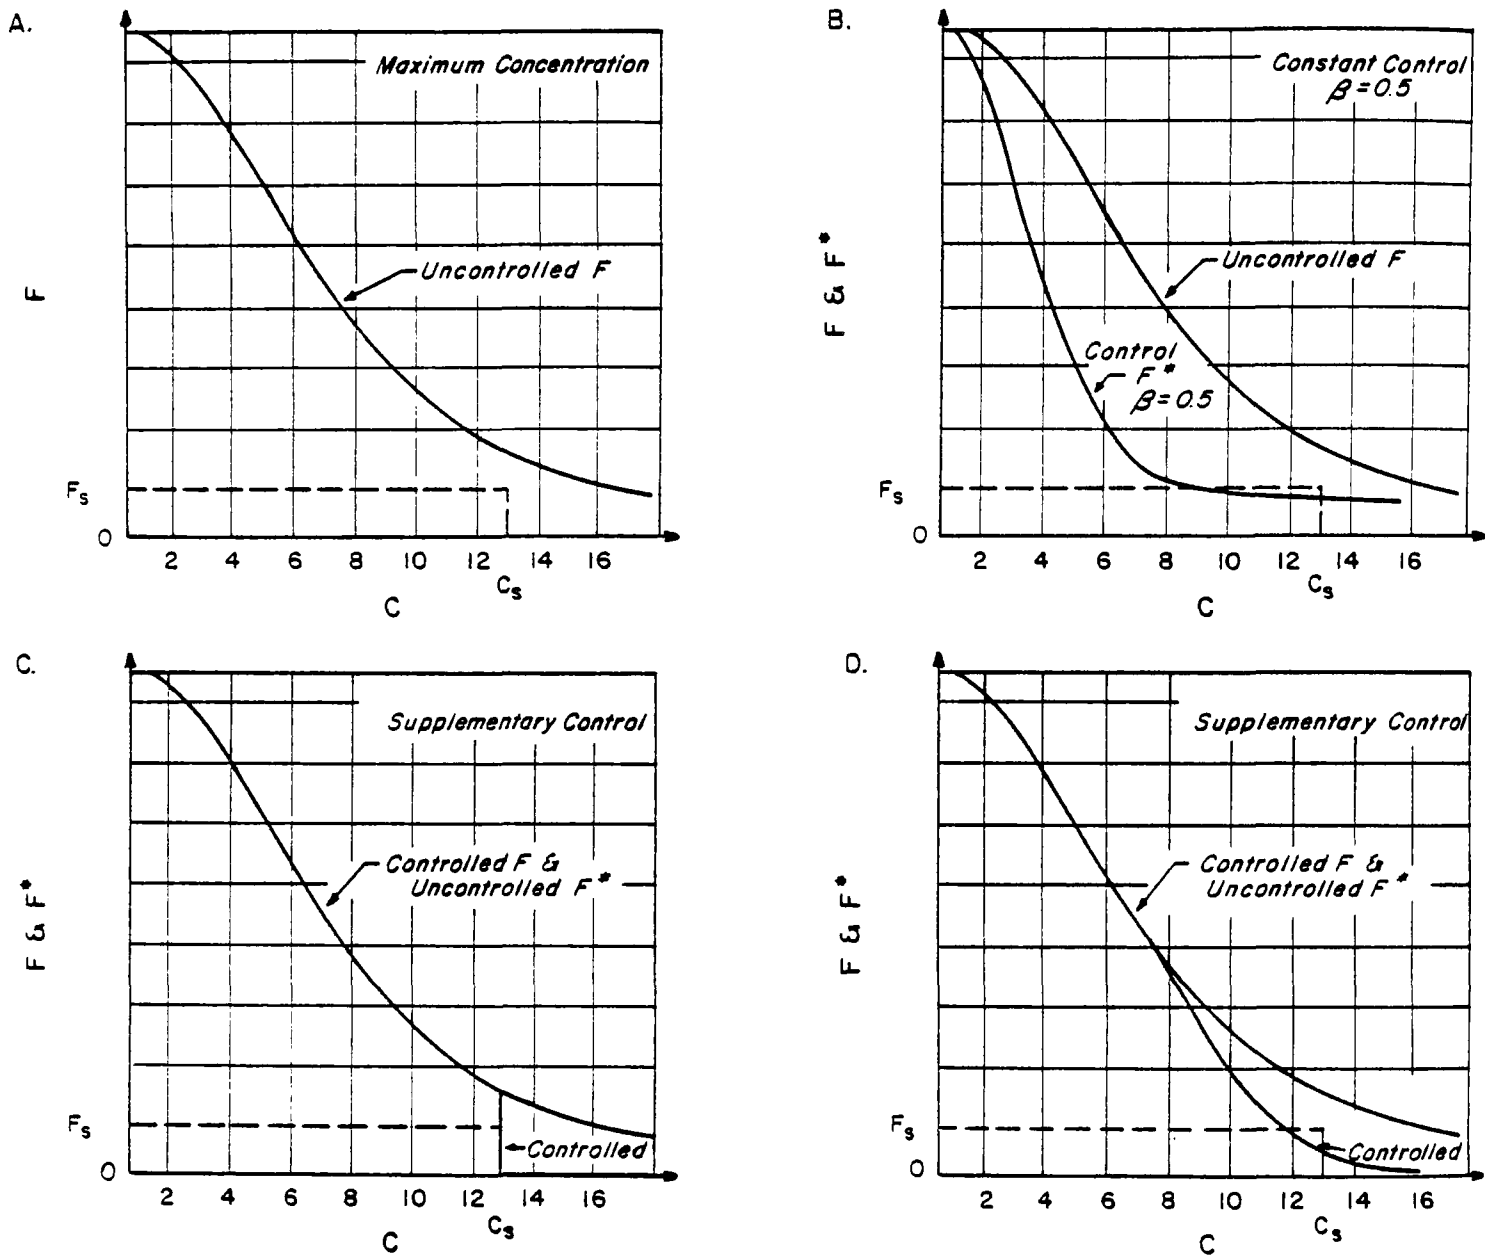 A.
Maximum Concentration
Uncontrolled F
F
Fs
0
2 4 6 8 10 12 14 16
Cs
C
B.
Constant Control
β = 0.5
Uncontrolled F
Control
F*
β = 0.5
F & F*
Fs
0
2 4 6 8 10 12 14 16
Cs
C
C.
Supplementary Control
Controlled F &
Uncontrolled F*
F & F*
Fs
Controlled
0
2 4 6 8 10 12 14 16
Cs
C
D.
Supplementary Control
Controlled F &
Uncontrolled F*
F & F*
Fs
Controlled
0
2 4 6 8 10 12 14 16
Cs
C